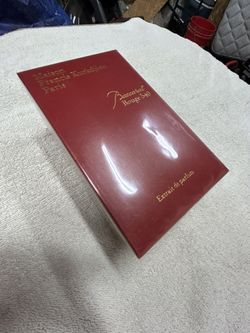 Maison
Francis Kurkdjian
Paris
Baccarat
Rouge 540
Extrait de parfum